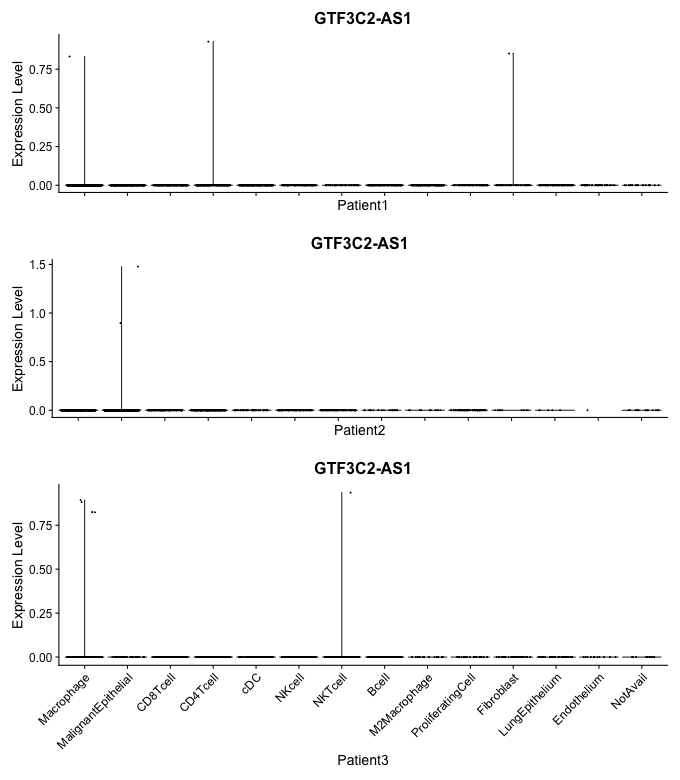 GTF3C2-AS1
Expression Level
0.75
0.50
0.25
0.00
Patient1
GTF3C2-AS1
Expression Level
1.5
1.0
0.5
0.0
Patient2
GTF3C2-AS1
Expression Level
0.75
0.50
0.25
0.00
Macrophage
MalignantEpithelial
CD8Tcell
CD4Tcell
cDC
NKcell
NKTcell
Bcell
M2Macrophage
ProliferatingCell
Fibroblast
LungEpithelium
Endothelium
NotAvail
Patient3